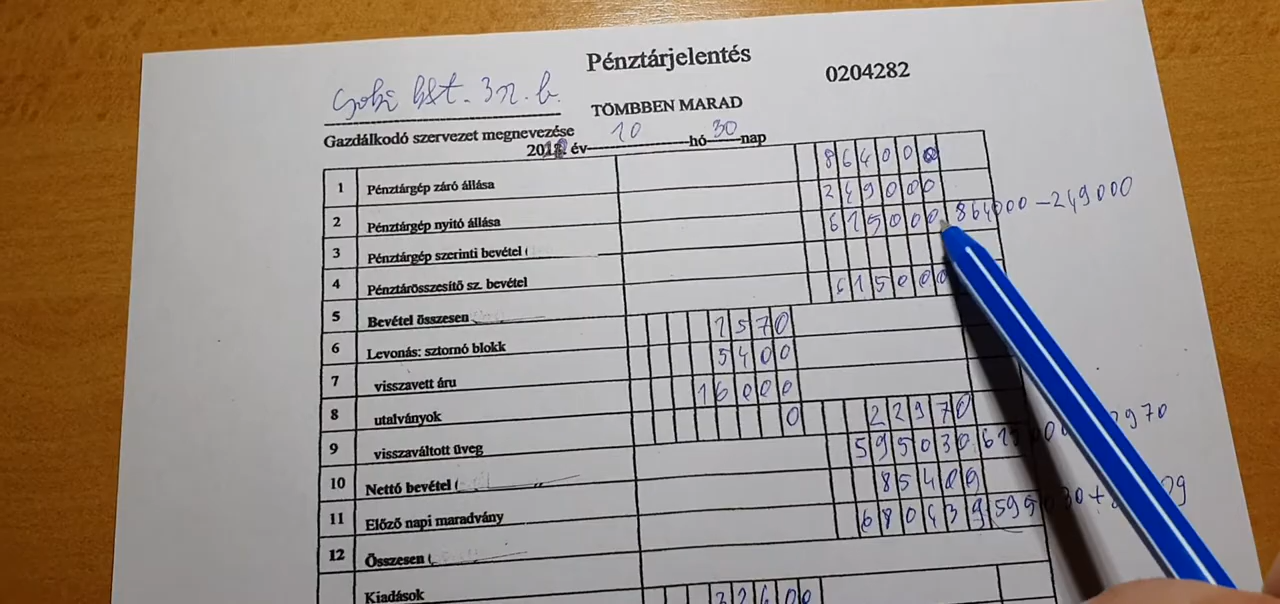 Pénztárjelentés
0204282
TÖMBBEN MARAD
Gazdálkodó szervezet megnevezése
év 10 hó 30 nap
1 Pénztárgép záró állása 864000
2 Pénztárgép nyitó állása 249000
3 Pénztárgép szerinti bevétel ( 615000 864000-249000
4 Pénztárösszesítő sz. bevétel
5 Bevétel összesen 615000
6 Levonás: sztornó blokk 1570
7 visszavett áru 5400
8 utalványok 16000
9 visszaváltott üveg 0 22970
10 Nettó bevétel ( 595030
11 Előző napi maradvány 85409
12 Összesen ( 680439
Kiadások 32600